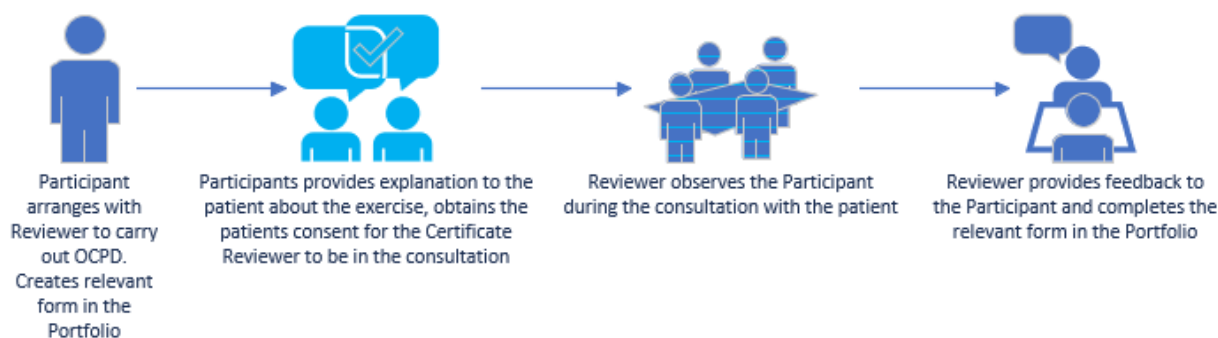 Participant
arranges with
Reviewer to carry
out OCPD.
Creates relevant
form in the
Portfolio
Participants provides explanation to the
patient about the exercise, obtains the
patients consent for the Certificate
Reviewer to be in the consultation
Reviewer observes the Participant
during the consultation with the patient
Reviewer provides feedback to
the Participant and completes the
relevant form in the Portfolio